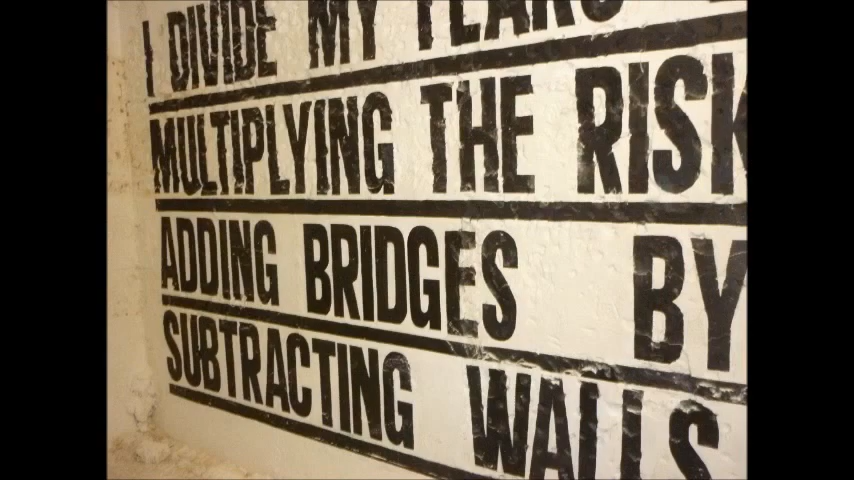 I DIVIDE MY
MULTIPLYING THE RISK
ADDING BRIDGES BY
SUBTRACTING WALLS